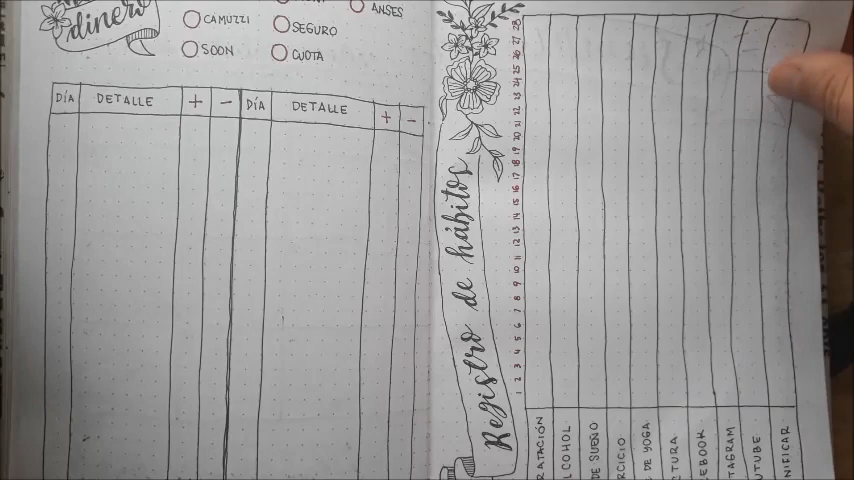 dinero
ANSES
CAMUZZI
SEGURO
SOON
CUOTA
DÍA DETALLE + - DÍA DETALLE + -
Registro de hábitos
1 2 3 4 5 6 7 8 9 10 11 12 13 14 15 16 17 18 19 20 21 22 23 24 25 26 27 28
RATACIÓN
LCOHOL
DE SUEÑO
RCICIO
DE YOGA
CTURA
EBOOK
TAGRAM
UTUBE
NIFICAR